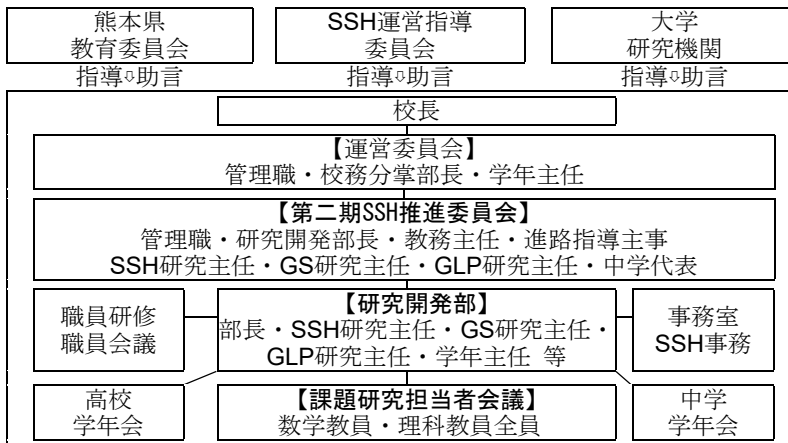 熊本県
教育委員会
SSH運営指導
委員会
大学
研究機関
指導⇩助言
指導⇩助言
指導⇩助言
校長
【運営委員会】
管理職・校務分掌部長・学年主任
【第二期SSH推進委員会】
管理職・研究開発部長・教務主任・進路指導主事
SSH研究主任・GS研究主任・GLP研究主任・中学代表
職員研修
職員会議
【研究開発部】
部長・SSH研究主任・GS研究主任・
GLP研究主任・学年主任 等
事務室
SSH事務
高校
学年会
【課題研究担当者会議】
数学教員・理科教員全員
中学
学年会